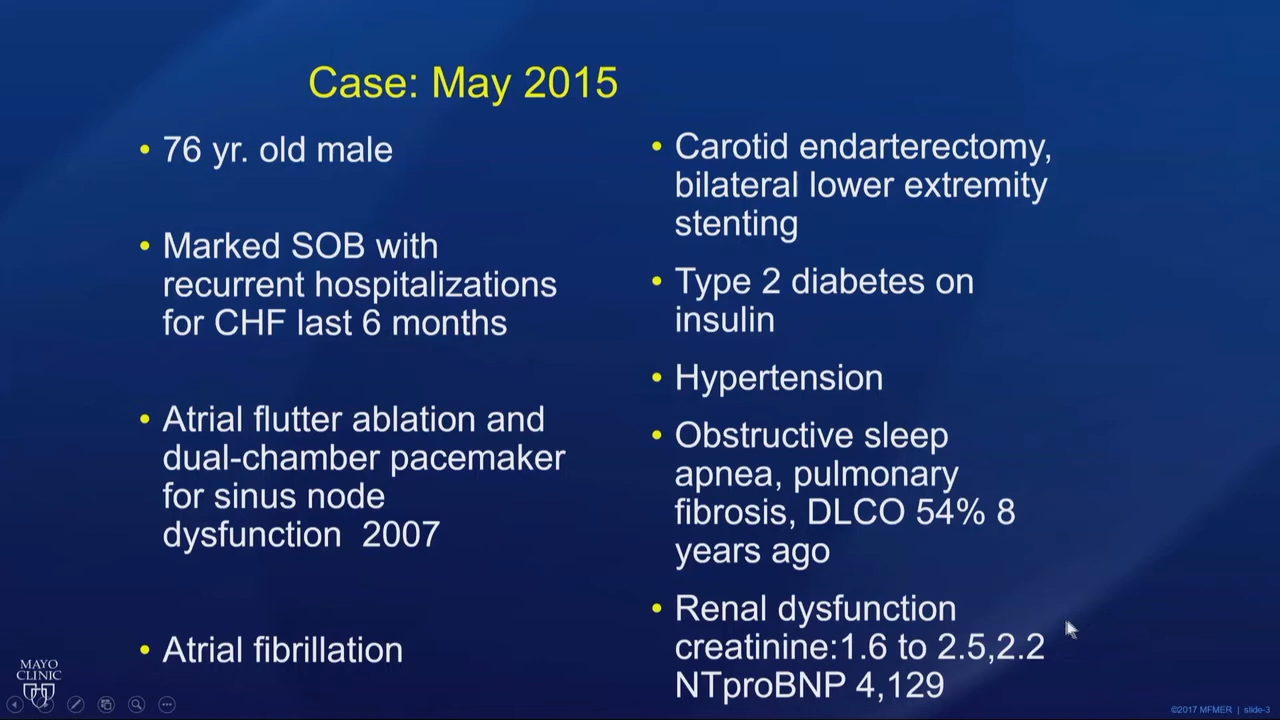 Case: May 2015
• 76 yr. old male
• Marked SOB with
recurrent hospitalizations
for CHF last 6 months
• Atrial flutter ablation and
dual-chamber pacemaker
for sinus node
dysfunction  2007
• Atrial fibrillation
• Carotid endarterectomy,
bilateral lower extremity
stenting
• Type 2 diabetes on
insulin
• Hypertension
• Obstructive sleep
apnea, pulmonary
fibrosis, DLCO 54% 8
years ago
• Renal dysfunction
creatinine:1.6 to 2.5,2.2
NTproBNP 4,129
MAYO
CLINIC
©2017 MFMER | slide-3